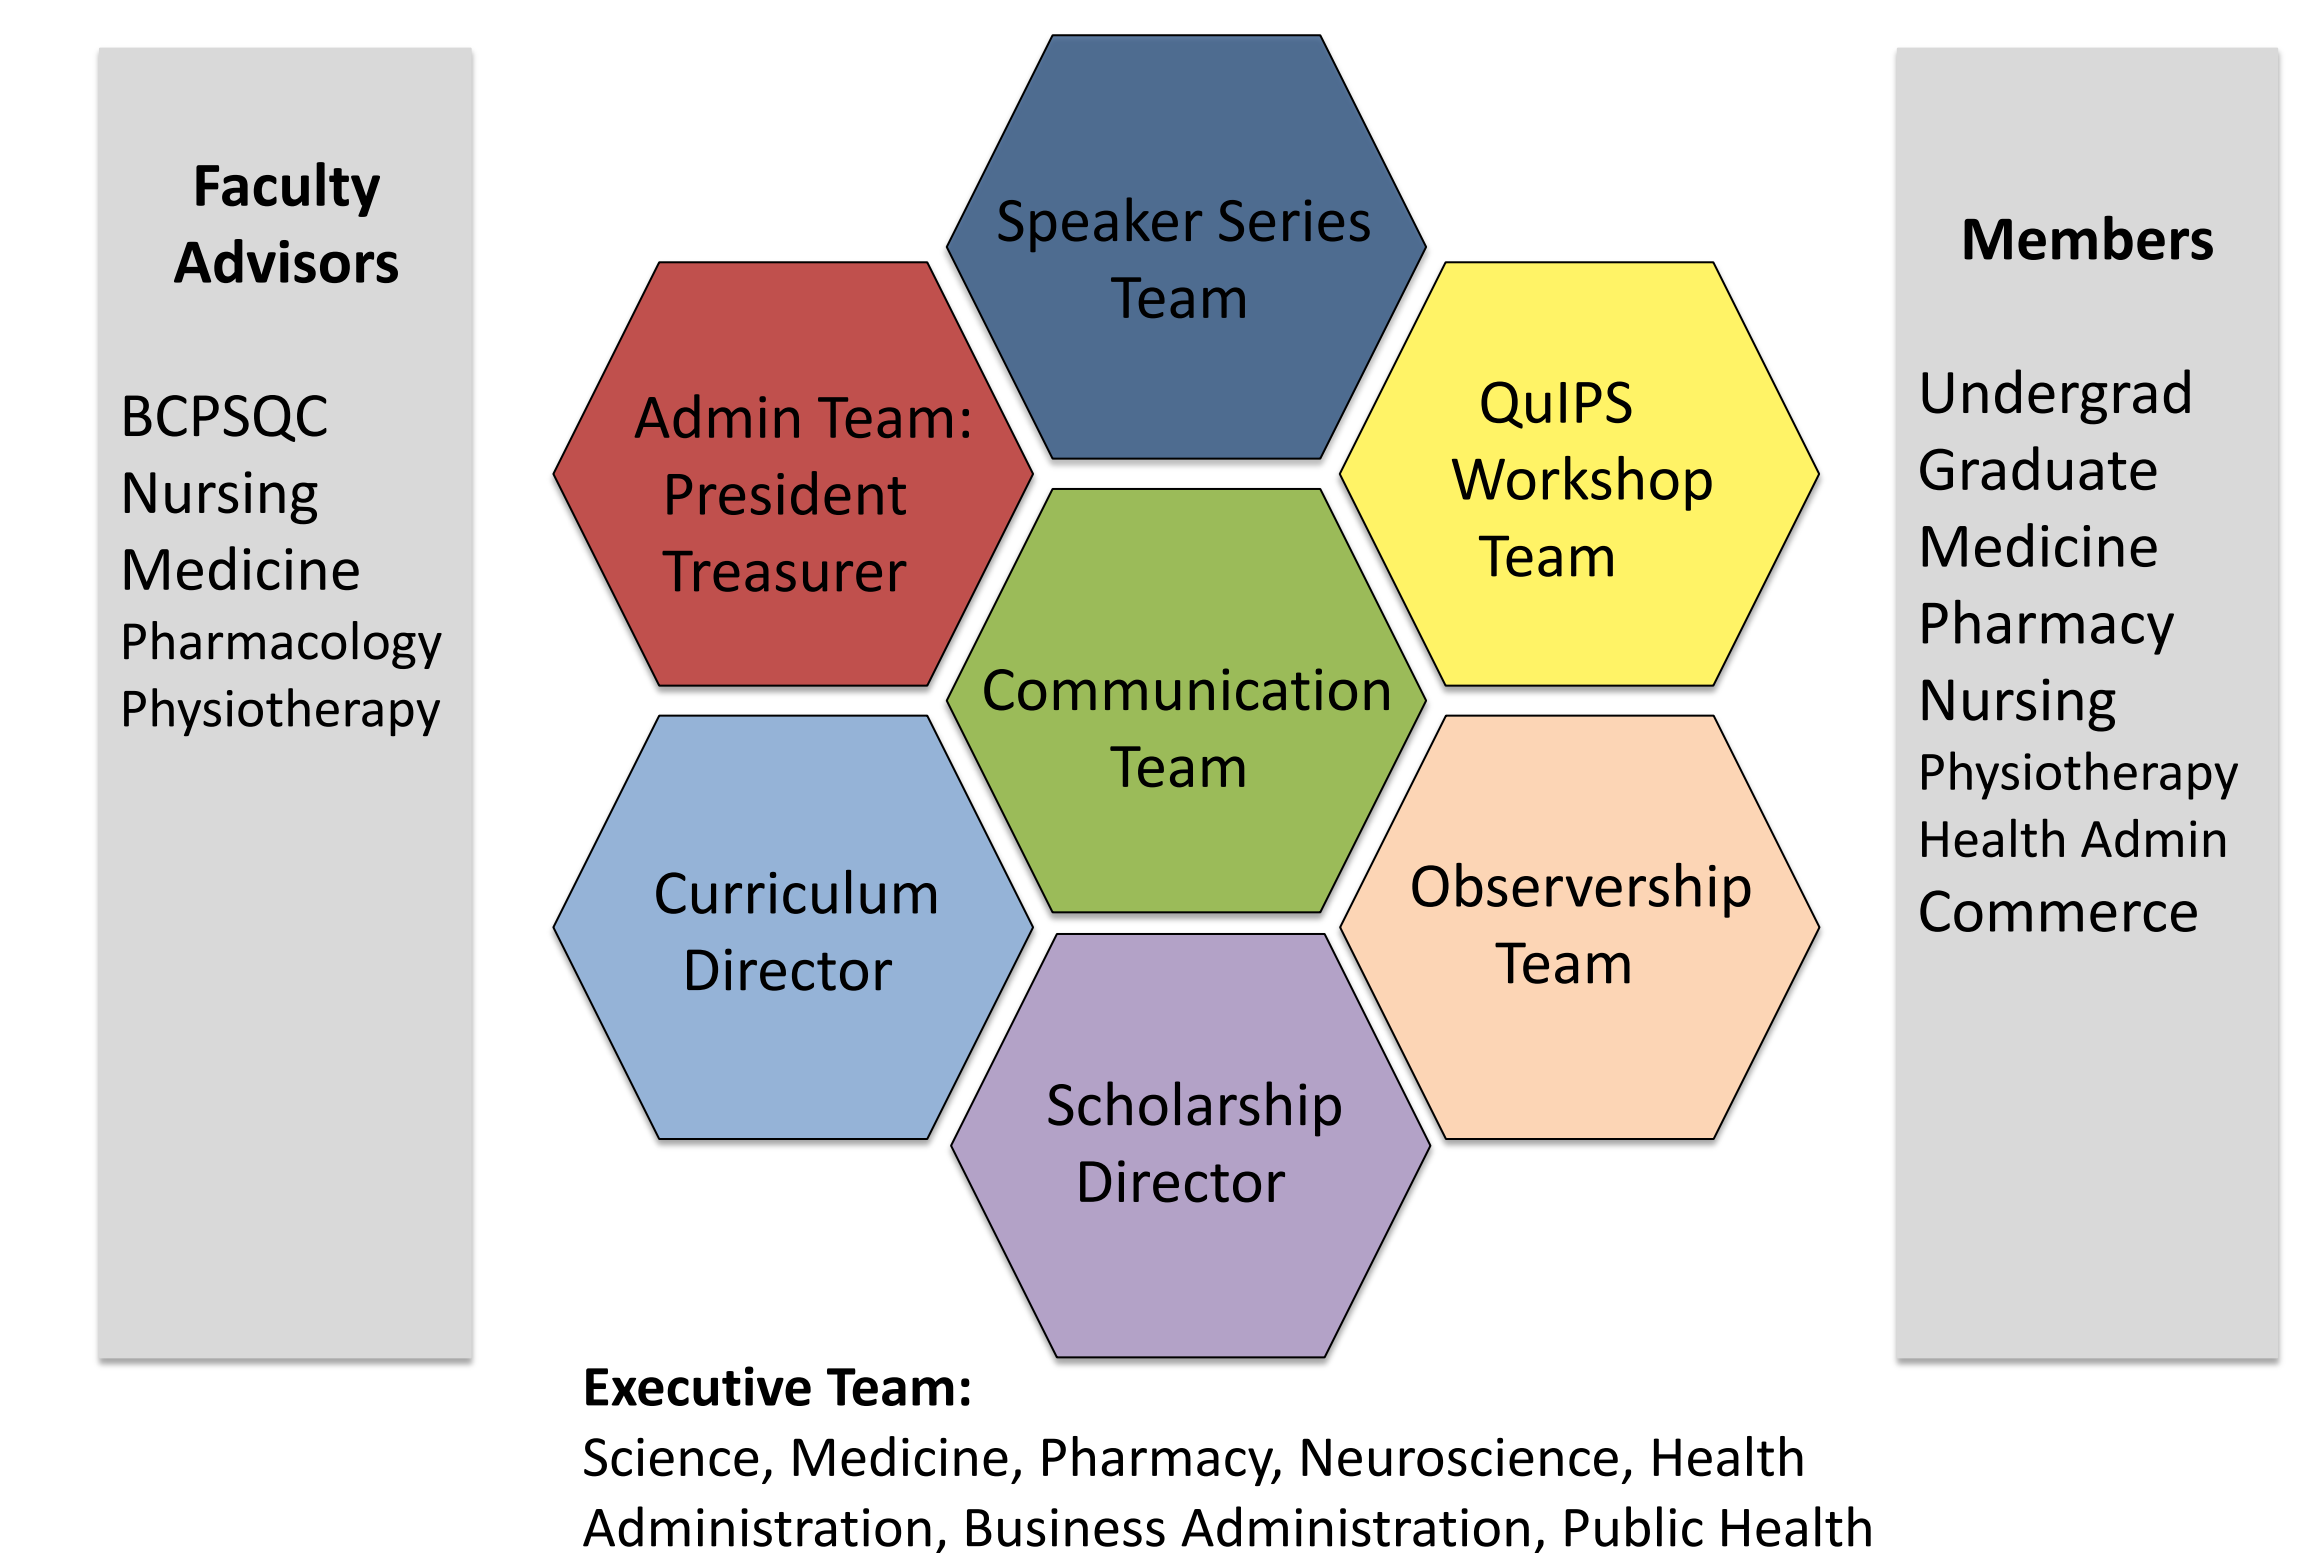 Faculty
Advisors
BCPSQC
Nursing
Medicine
Pharmacology
Physiotherapy
Speaker Series
Team
Admin Team:
President
Treasurer
QuIPS
Workshop
Team
Communication
Team
Curriculum
Director
Observership
Team
Scholarship
Director
Members
Undergrad
Graduate
Medicine
Pharmacy
Nursing
Physiotherapy
Health Admin
Commerce
Executive Team:
Science, Medicine, Pharmacy, Neuroscience, Health
Administration, Business Administration, Public Health